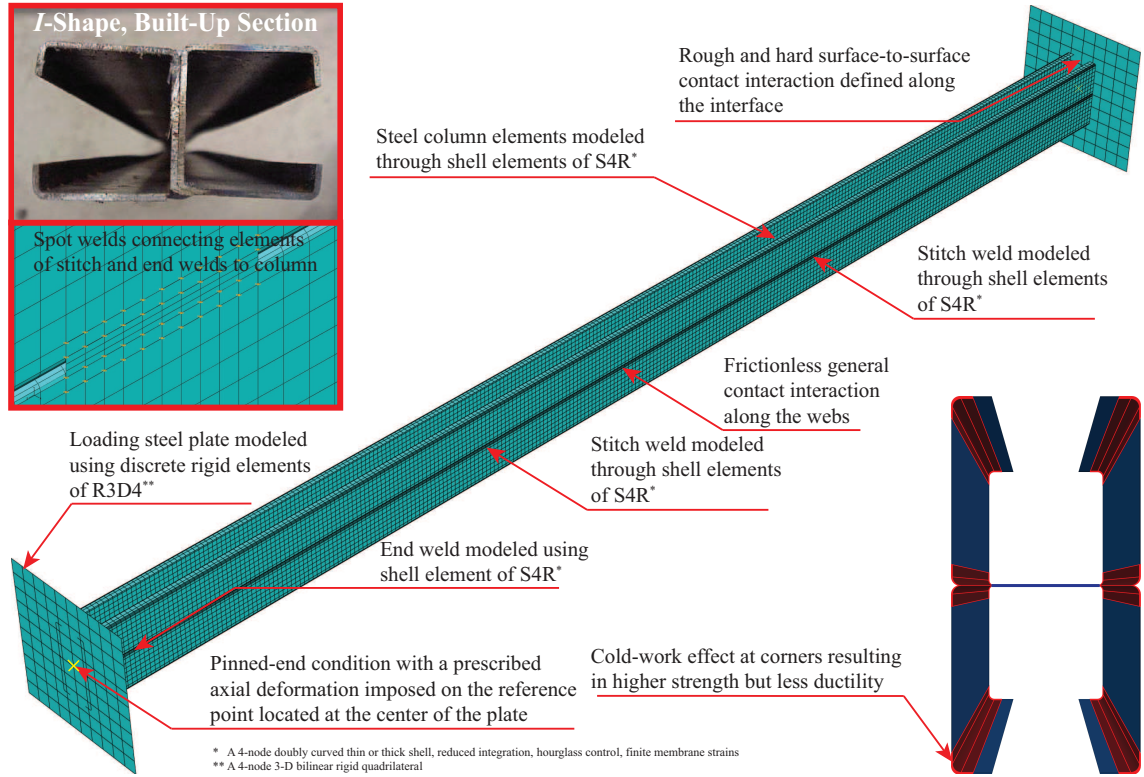 I-Shape, Built-Up Section
Spot welds connecting elements
of stitch and end welds to column
Rough and hard surface-to-surface
contact interaction defined along
the interface
Steel column elements modeled
through shell elements of S4R*
Stitch weld modeled
through shell elements
of S4R*
Frictionless general
contact interaction
along the webs
Stitch weld modeled
through shell elements
of S4R*
Loading steel plate modeled
using discrete rigid elements
of R3D4**
End weld modeled using
shell element of S4R*
Pinned-end condition with a prescribed
axial deformation imposed on the reference
point located at the center of the plate
Cold-work effect at corners resulting
in higher strength but less ductility
* A 4-node doubly curved thin or thick shell, reduced integration, hourglass control, finite membrane strains
** A 4-node 3-D bilinear rigid quadrilateral